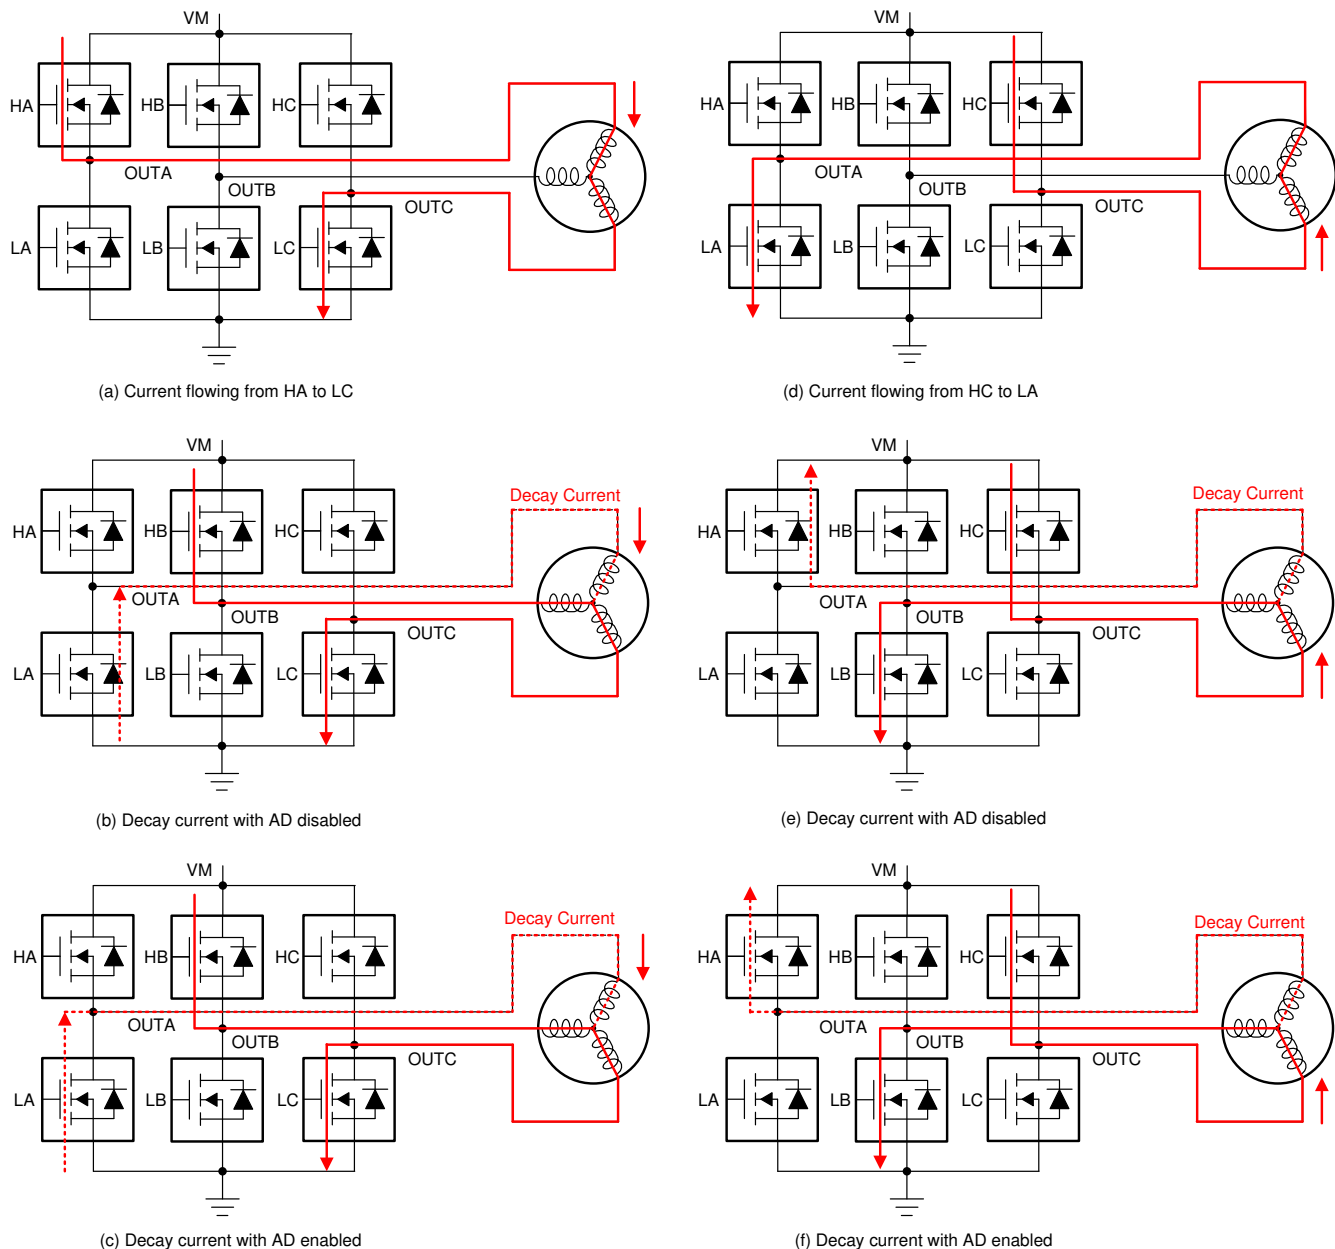 VM
HA
HB
HC
OUTA
OUTB
OUTC
LA
LB
LC
(a) Current flowing from HA to LC
VM
HA
HB
HC
OUTA
OUTB
OUTC
LA
LB
LC
(d) Current flowing from HC to LA
VM
Decay Current
HA
HB
HC
OUTA
OUTB
OUTC
LA
LB
LC
(b) Decay current with AD disabled
VM
Decay Current
HA
HB
HC
OUTA
OUTB
OUTC
LA
LB
LC
(e) Decay current with AD disabled
VM
Decay Current
HA
HB
HC
OUTA
OUTB
OUTC
LA
LB
LC
(c) Decay current with AD enabled
VM
Decay Current
HA
HB
HC
OUTA
OUTB
OUTC
LA
LB
LC
(f) Decay current with AD enabled